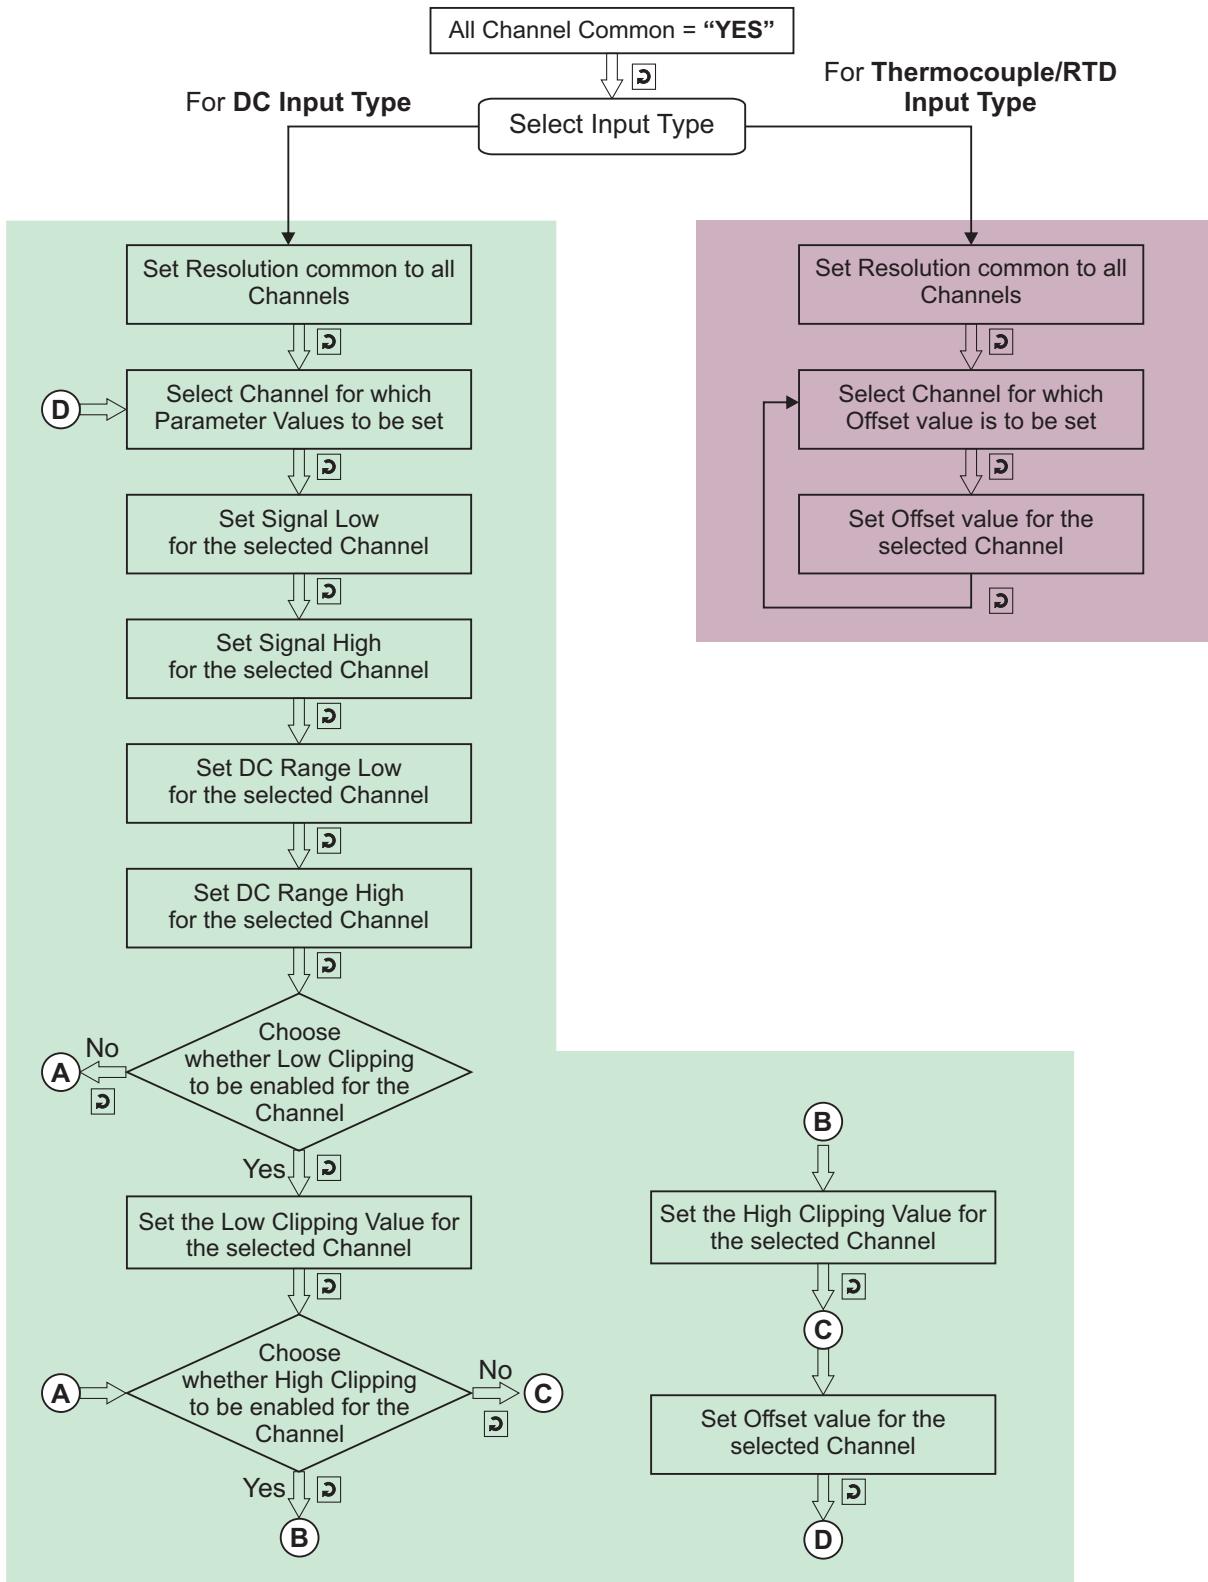 All Channel Common = “YES”
For DC Input Type
For Thermocouple/RTD
Input Type
Select Input Type
Set Resolution common to all
Channels
D
Select Channel for which
Parameter Values to be set
Set Signal Low
for the selected Channel
Set Signal High
for the selected Channel
Set DC Range Low
for the selected Channel
Set DC Range High
for the selected Channel
Choose
whether Low Clipping
to be enabled for the
Channel
No
A
Yes
Set the Low Clipping Value for
the selected Channel
A
Choose
whether High Clipping
to be enabled for the
Channel
No
C
Yes
B
Set Resolution common to all
Channels
Select Channel for which
Offset value is to be set
Set Offset value for the
selected Channel
B
Set the High Clipping Value for
the selected Channel
C
Set Offset value for the
selected Channel
D